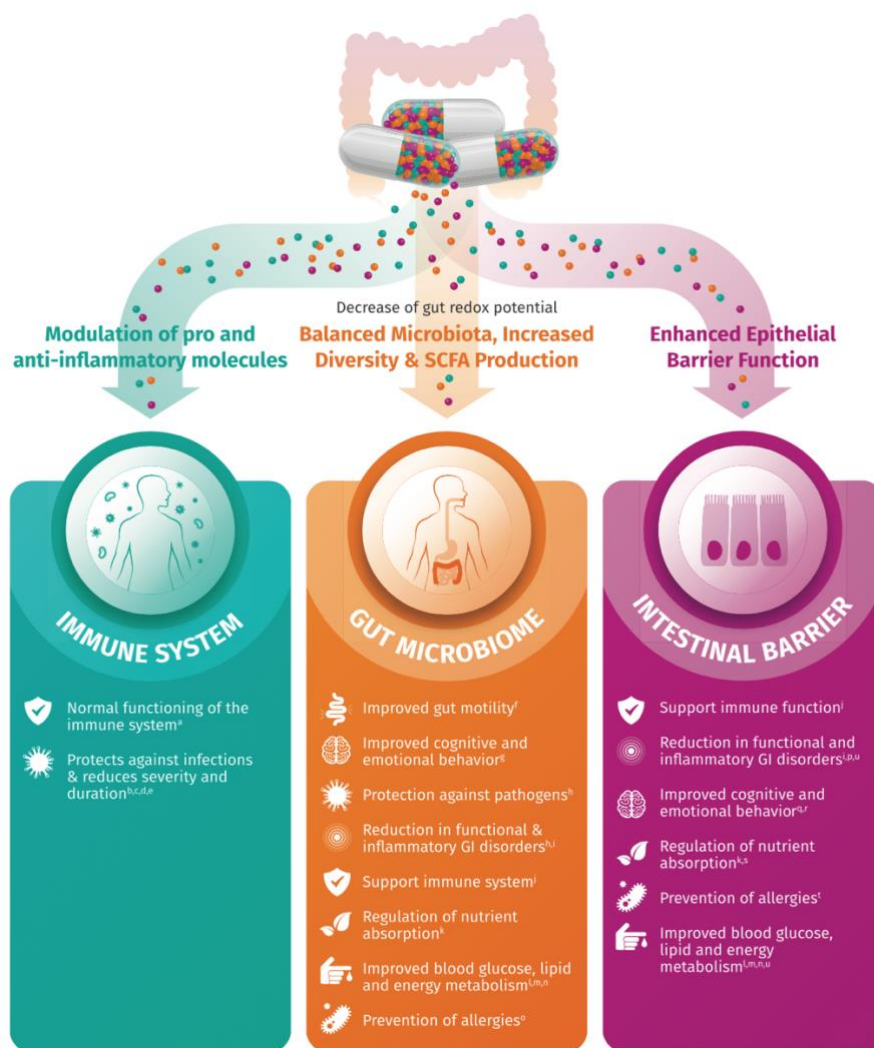 Decrease of gut redox potential
Modulation of pro and
anti-inflammatory molecules
Balanced Microbiota, Increased
Diversity & SCFA Production
Enhanced Epithelial
Barrier Function
IMMUNE SYSTEM
Normal functioning of the
immune systemᵃ
Protects against infections
& reduces severity and
durationᵇ,ᶜ,ᵈ,ᵉ
GUT MICROBIOME
Improved gut motilityᶠ
Improved cognitive and
emotional behaviorᵍ
Protection against pathogensʰ
Reduction in functional &
inflammatory GI disordersʰ,ⁱ
Support immune systemʲ
Regulation of nutrient
absorptionᵏ
Improved blood glucose, lipid
and energy metabolismˡ,ᵐ,ⁿ
Prevention of allergiesᵒ
INTESTINAL BARRIER
Support immune functionʲ
Reduction in functional and
inflammatory GI disordersⁱ,ᵖ,ᵘ
Improved cognitive and
emotional behavior^q,r
Regulation of nutrient
absorptionᵏ,ˢ
Prevention of allergiesᵗ
Improved blood glucose,
lipid and energy
metabolismˡ,ᵐ,ⁿ,ᵘ